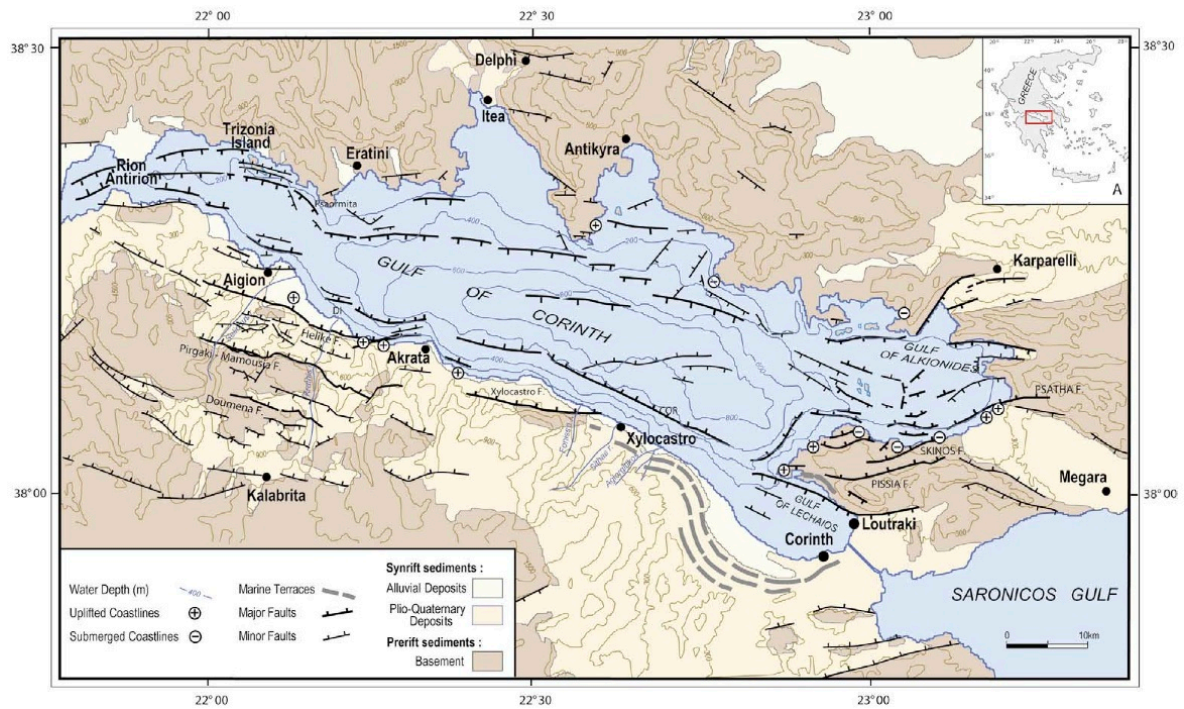 22° 00
22° 30
23° 00
38° 30
38° 30
38° 00
38° 00
22° 00
22° 30
23° 00
GREECE
A
Delphi
Itea
Trizonia
Island
Eratini
Antikyra
Rion
Antirion
Psaormita
Karparelli
Aigion
GULF
OF
CORINTH
DI
Helike F.
GULF
OF ALKIONIDES
Akrata
Pirgaki - Mamousia F.
Xylocastro F.
PSATHA F.
Doumena F.
COR
Xylocastro
SKINOS F.
Kalabrita
PISSIA F.
Megara
GULF
OF LECHAIOS
Loutraki
Corinth
SARONICOS GULF
0
10km
Water Depth (m)
Uplifted Coastlines
Submerged Coastlines
Marine Terraces
Major Faults
Minor Faults
Synrift sediments :
Alluvial Deposits
Plio-Quaternary
Deposits
Prerift sediments :
Basement